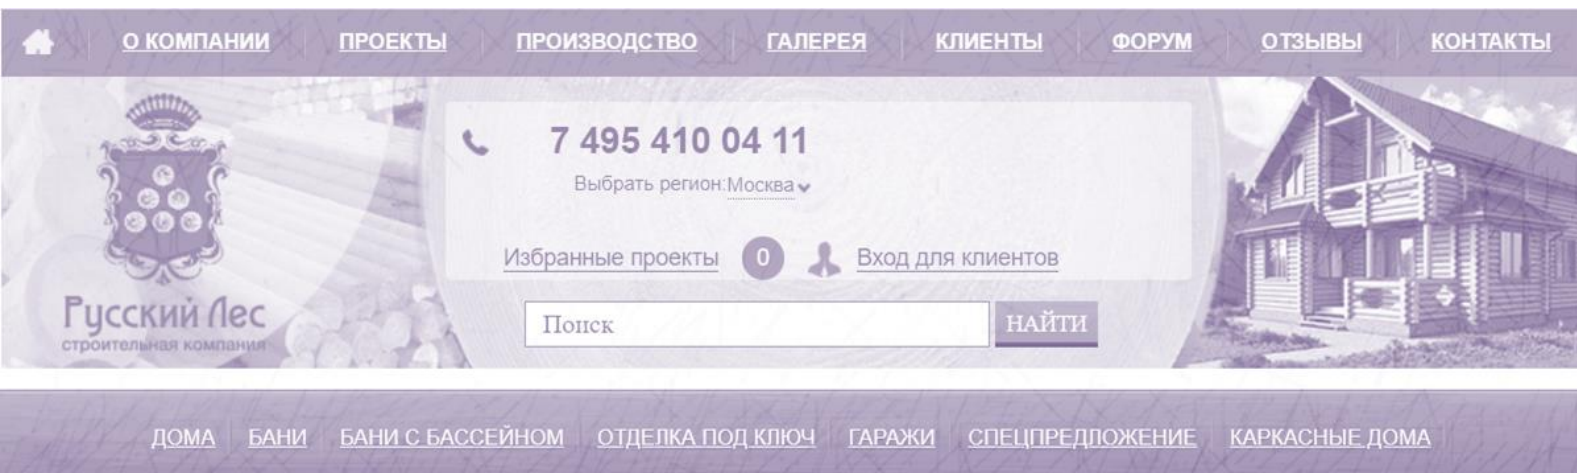 О КОМПАНИИ ПРОЕКТЫ ПРОИЗВОДСТВО ГАЛЕРЕЯ КЛИЕНТЫ ФОРУМ ОТЗЫВЫ КОНТАКТЫ
7 495 410 04 11
Выбрать регион: Москва
Избранные проекты 0 Вход для клиентов
Русский Лес
строительная компания
Поиск НАЙТИ
ДОМА БАНИ БАНИ С БАССЕЙНОМ ОТДЕЛКА ПОД КЛЮЧ ГАРАЖИ СПЕЦПРЕДЛОЖЕНИЕ КАРКАСНЫЕ ДОМА